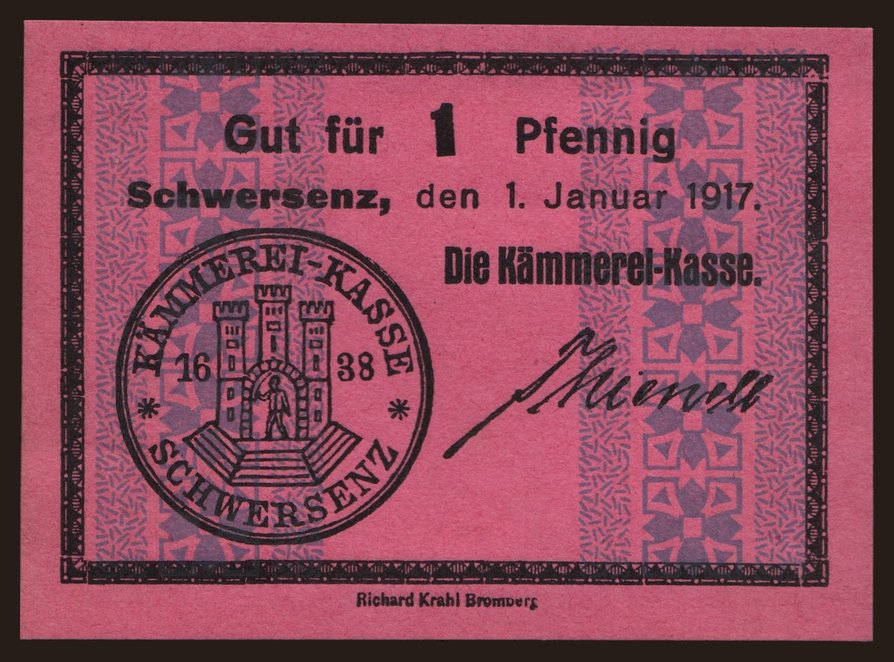 Gut für 1 Pfennig
Schwersenz, den 1. Januar 1917.
Die Kämmerei-Kasse.
KÄMMEREI-KASSE
16 38
* SCHWERSENZ *
Richard Krahl Bromberg